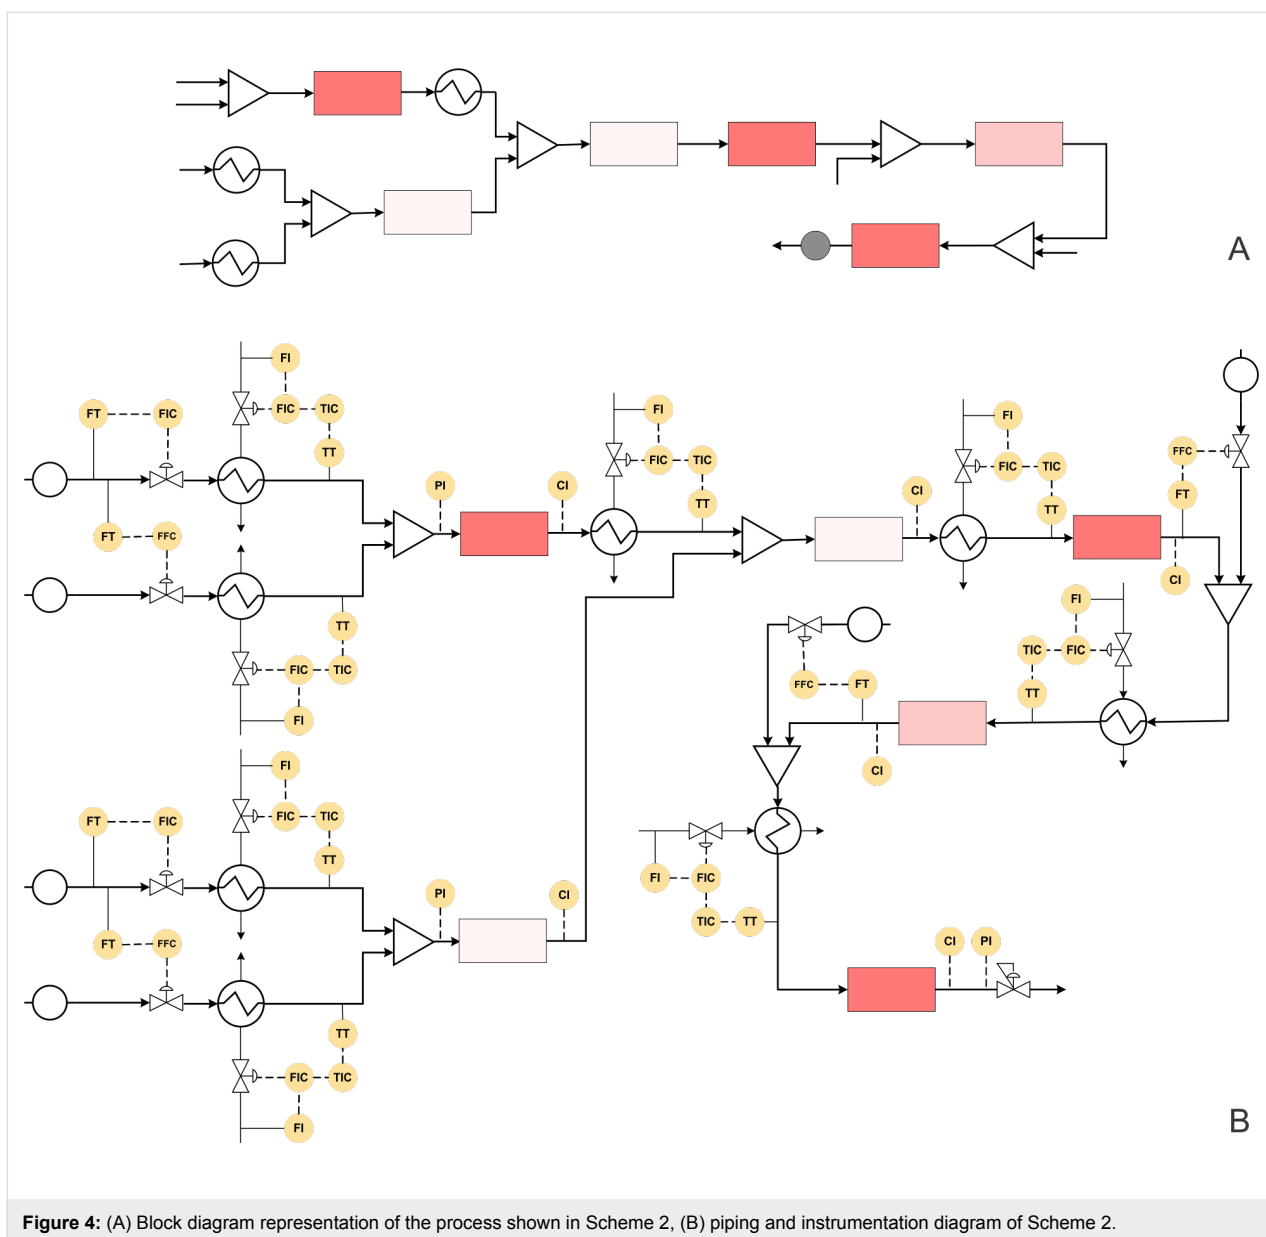 A
FI
FT FIC FIC TIC
TT
FT FFC
TT
FIC TIC
FI
PI
CI
FI
FIC TIC
TT
CI
FI
FIC TIC
TT
FFC
FT
CI
FI
TIC FIC
TT
FFC FT
CI
FI
FT FIC FIC TIC
TT
FT FFC
TT
FIC TIC
FI
PI
CI
FI FIC
TIC TT
CI PI
B
Figure 4: (A) Block diagram representation of the process shown in Scheme 2, (B) piping and instrumentation diagram of Scheme 2.